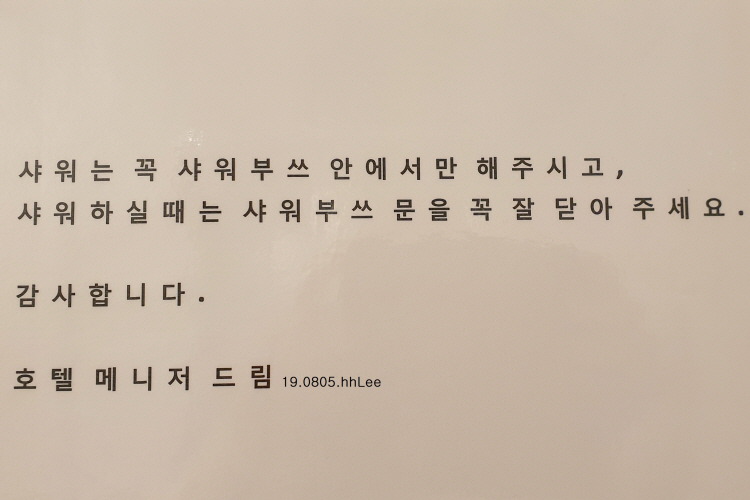 샤워는 꼭 샤워부쓰 안에서만 해주시고,
샤워하실때는 샤워부쓰 문을 꼭 잘 닫아 주세요.
감사합니다.
호텔 메니저 드림 19.0805.hhLee